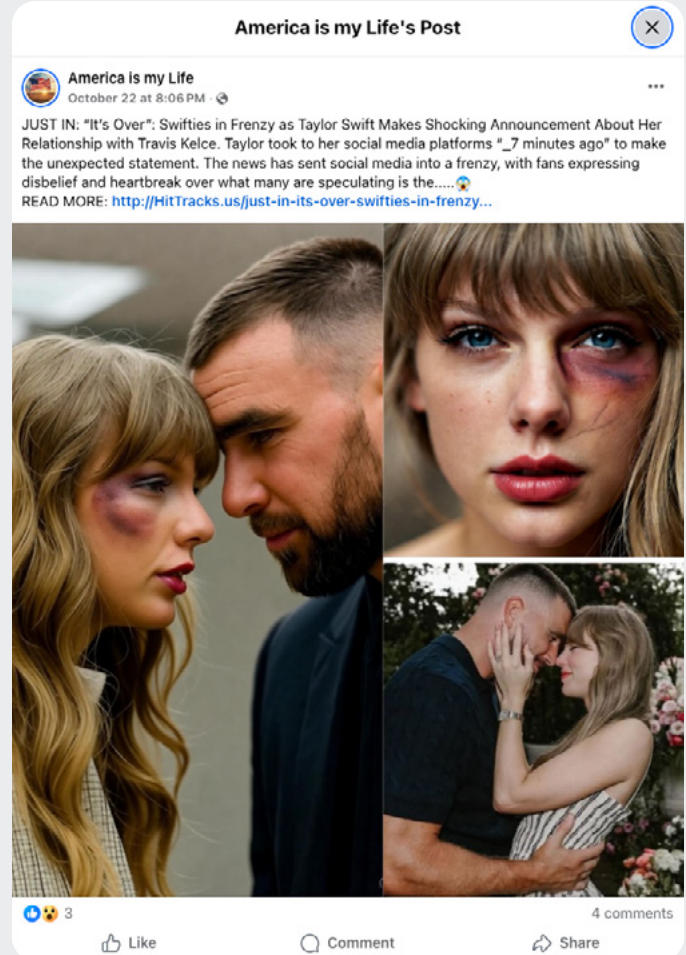 America is my Life's Post
America is my Life
October 22 at 8:06 PM ·
JUST IN: “It’s Over”: Swifties in Frenzy as Taylor Swift Makes Shocking Announcement About Her
Relationship with Travis Kelce. Taylor took to her social media platforms “_7 minutes ago” to make
the unexpected statement. The news has sent social media into a frenzy, with fans expressing
disbelief and heartbreak over what many are speculating is the.....😱
READ MORE: http://HitTracks.us/just-in-its-over-swifties-in-frenzy...
3
4 comments
Like
Comment
Share